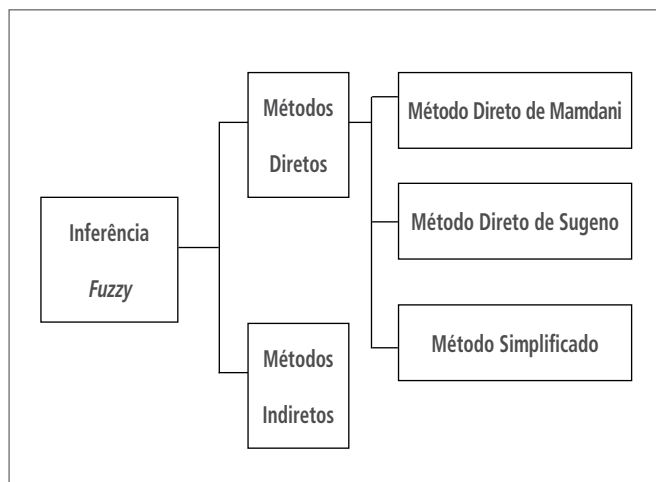 Métodos
Diretos
Método Direto de Mamdani
Método Direto de Sugeno
Método Simplificado
Inferência
Fuzzy
Métodos
Indiretos